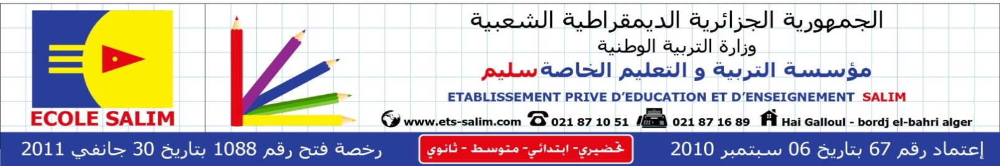 الجمهورية الجزائرية الديمقراطية الشعبية
وزارة التربية الوطنية
مؤسسة التربية و التعليم الخاصة سليم
ETABLISSEMENT PRIVE D'EDUCATION ET D'ENSEIGNEMENT SALIM
ECOLE SALIM
www.ets-salim.com 021 87 10 51 021 87 16 89 Hai Galloul - bordj el-bahri alger
إعتماد رقم 67 بتاريخ 06 سبتمبر 2010
تحضيري- ابتدائي- متوسط - ثانوي
رخصة فتح رقم 1088 بتاريخ 30 جانفي 2011